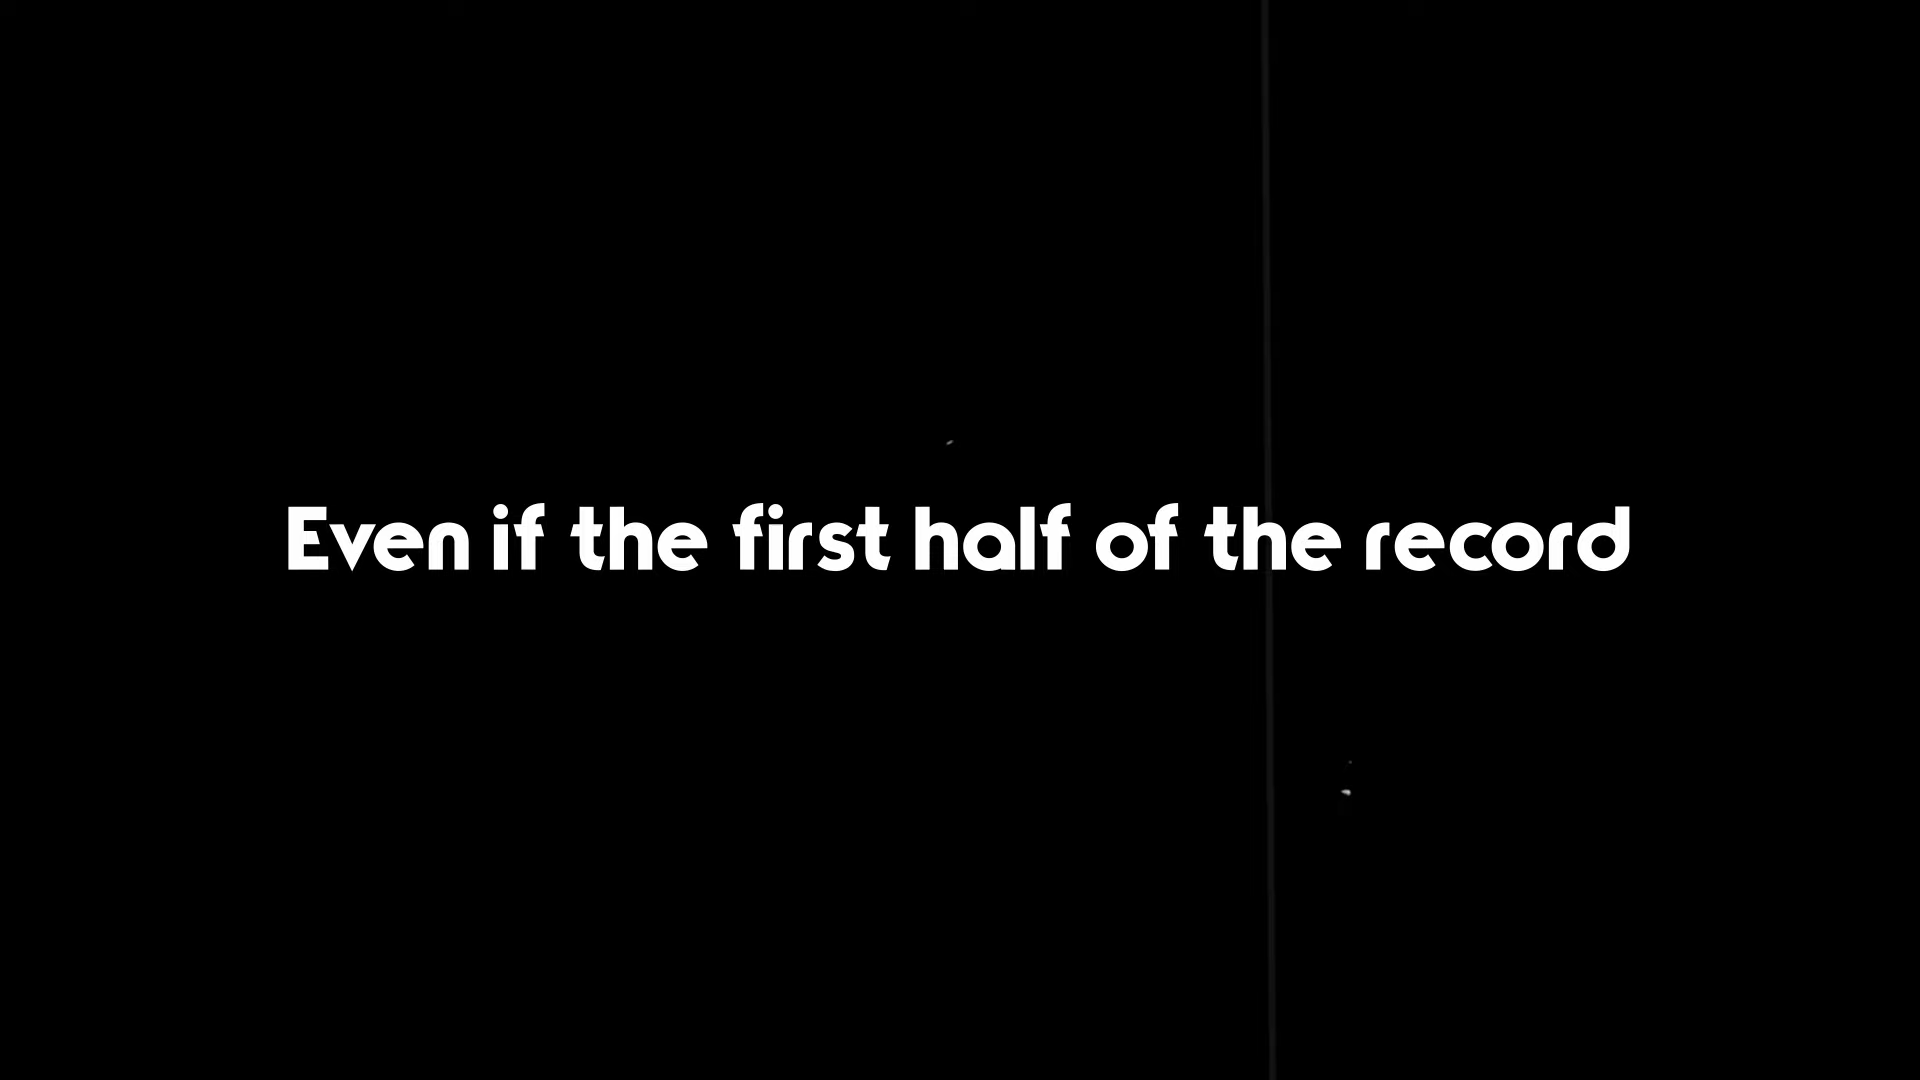 Even if the first half of the record